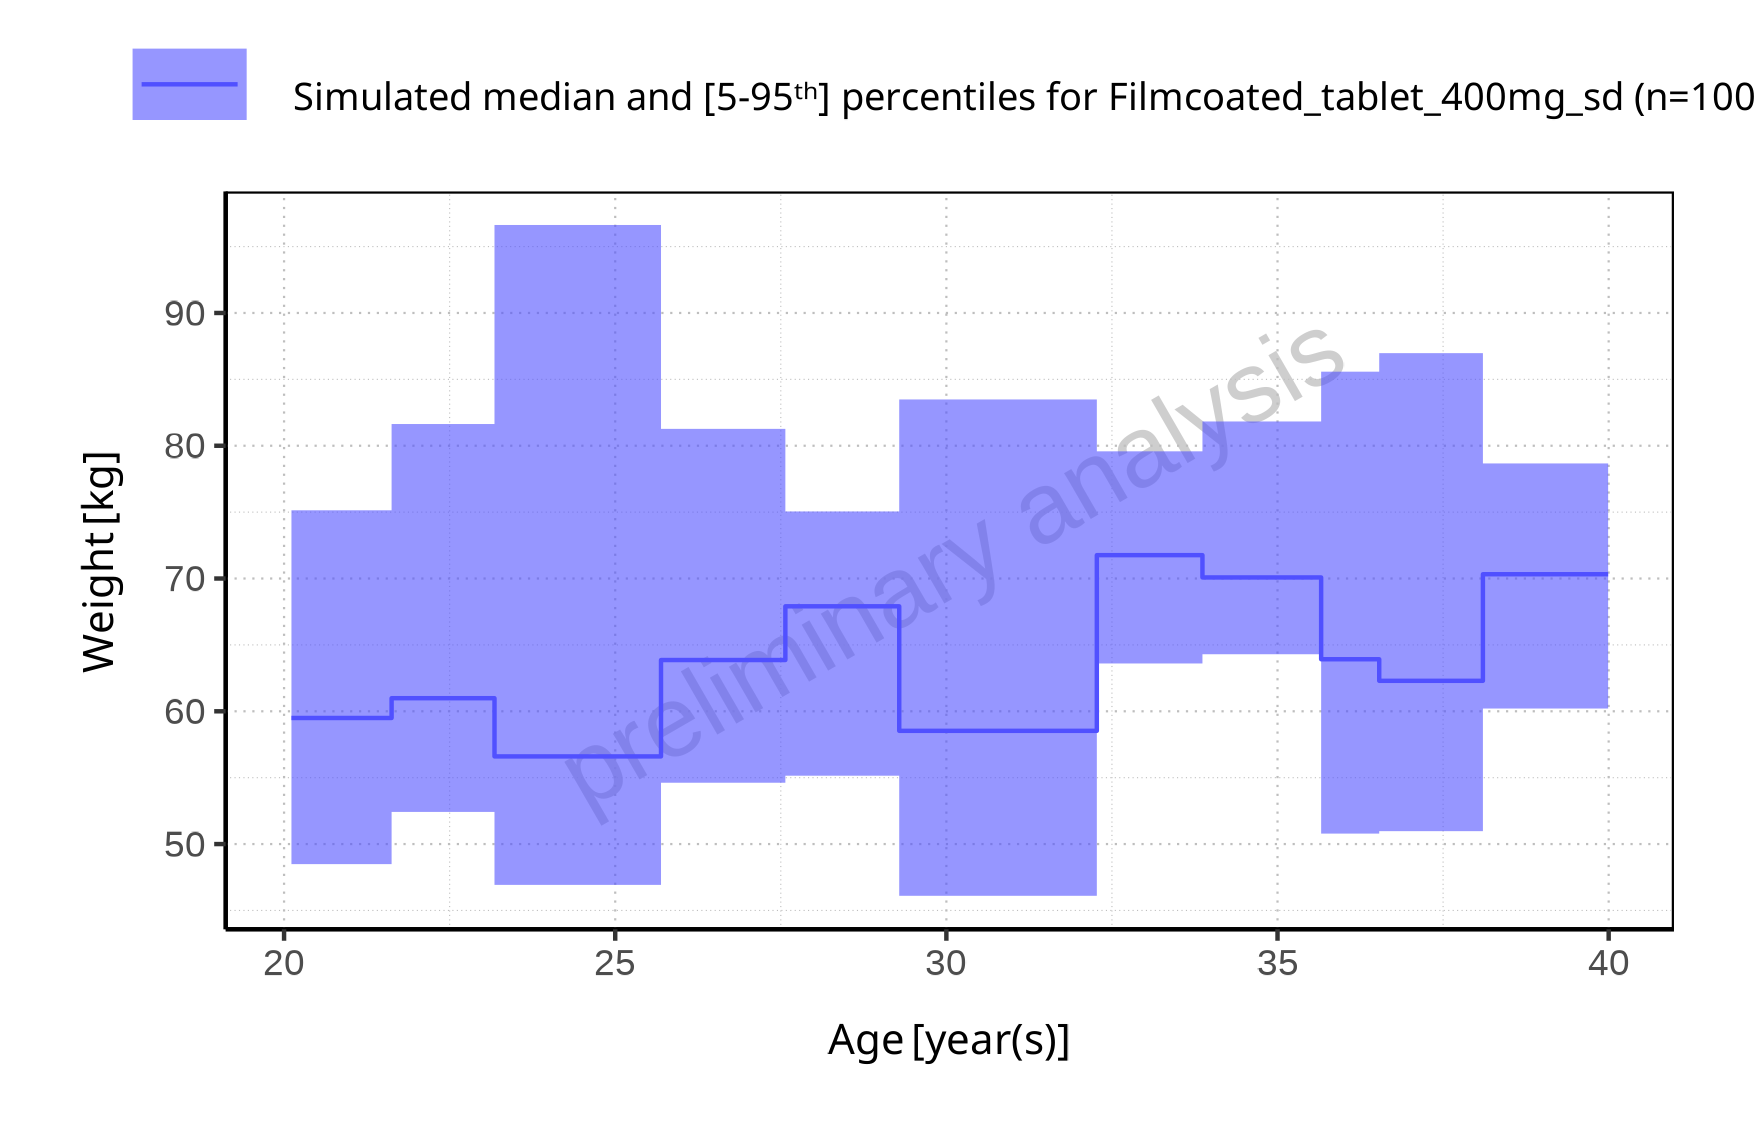 Simulated median and [5-95ᵗʰ] percentiles for Filmcoated_tablet_400mg_sd (n=100
90
80
70
60
50
Weight [kg]
preliminary analysis
20 25 30 35 40
Age [year(s)]